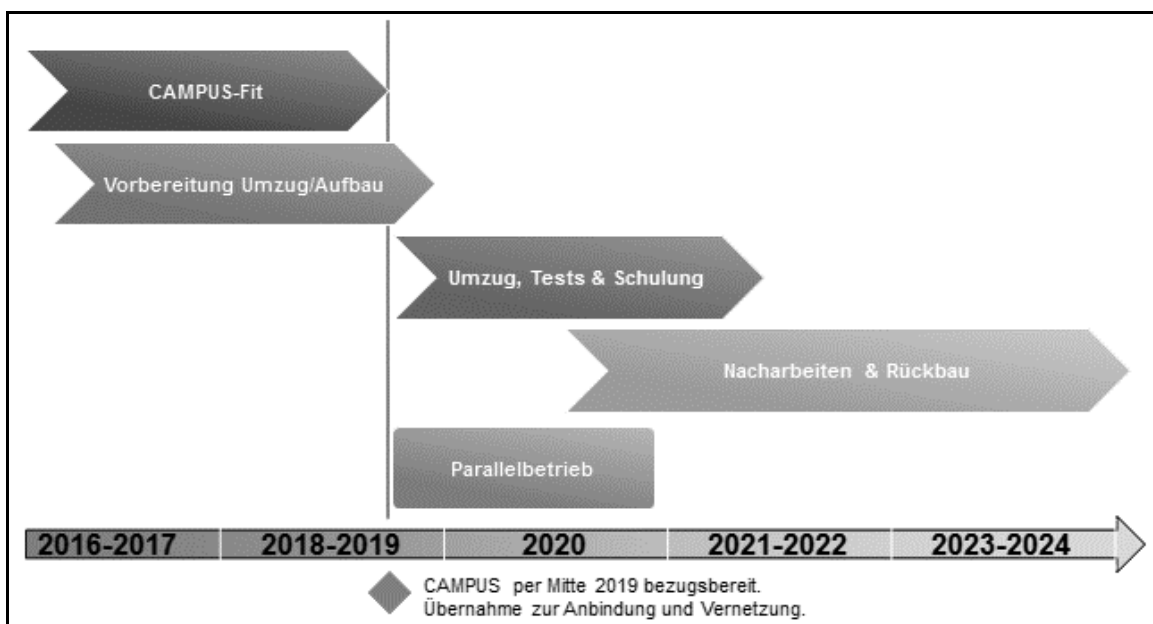 CAMPUS-Fit
Vorbereitung Umzug/Aufbau
Umzug, Tests & Schulung
Nacharbeiten & Rückbau
Parallelbetrieb
2016-2017 2018-2019 2020 2021-2022 2023-2024
CAMPUS per Mitte 2019 bezugsbereit.
Übernahme zur Anbindung und Vernetzung.